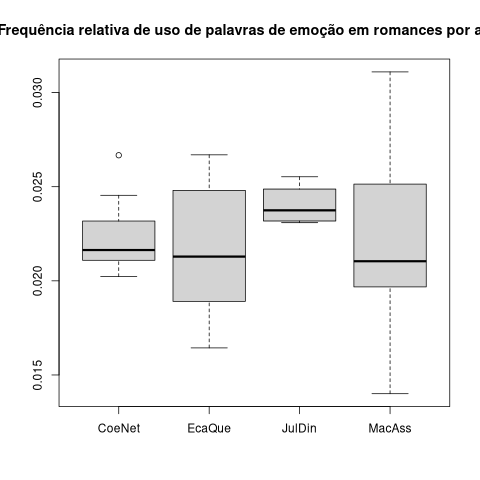 Frequência relativa de uso de palavras de emoção em romances por a
0.030
0.025
0.020
0.015
CoeNet EcaQue JulDin MacAss